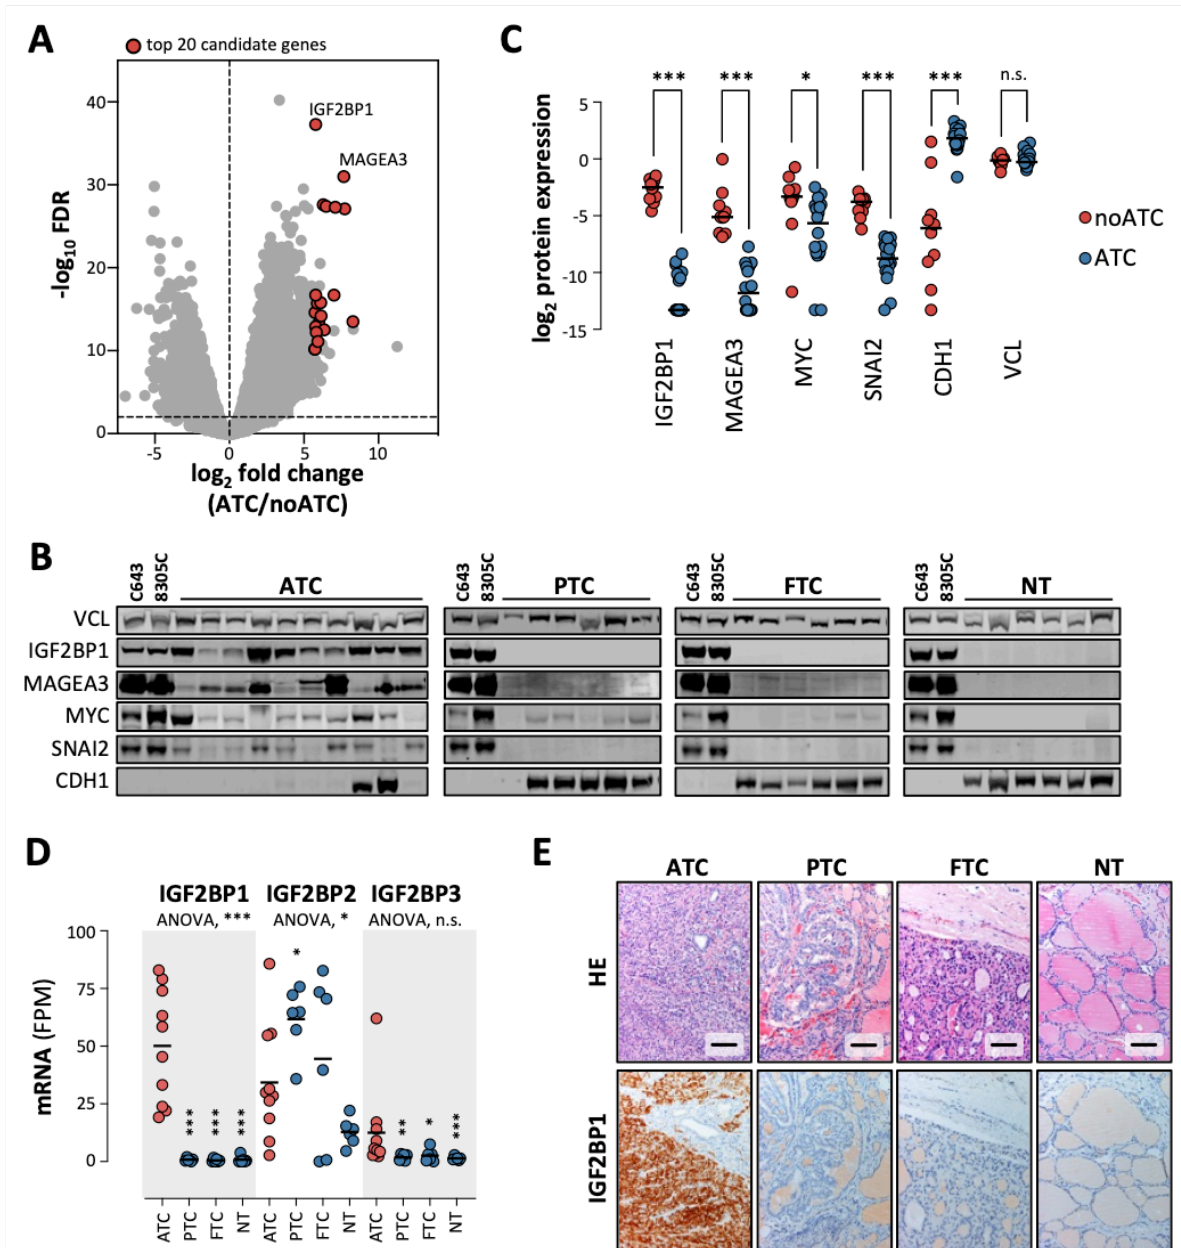 A
top 20 candidate genes
IGF2BP1
MAGEA3
40
30
20
10
0
-log10 FDR
-5 0 5 10
log2 fold change
(ATC/noATC)
C
*** *** * *** *** n.s.
5
0
-5
-10
-15
log2 protein expression
IGF2BP1
MAGEA3
MYC
SNAI2
CDH1
VCL
noATC
ATC
B
C643 8305C ATC
C643 8305C PTC
C643 8305C FTC
C643 8305C NT
VCL
IGF2BP1
MAGEA3
MYC
SNAI2
CDH1
D
IGF2BP1 IGF2BP2 IGF2BP3
ANOVA, *** ANOVA, * ANOVA, n.s.
100
75
50
25
0
mRNA (FPM)
*** *** *** * ** * ***
ATC PTC FTC NT ATC PTC FTC NT ATC PTC FTC NT
E
ATC PTC FTC NT
HE
IGF2BP1